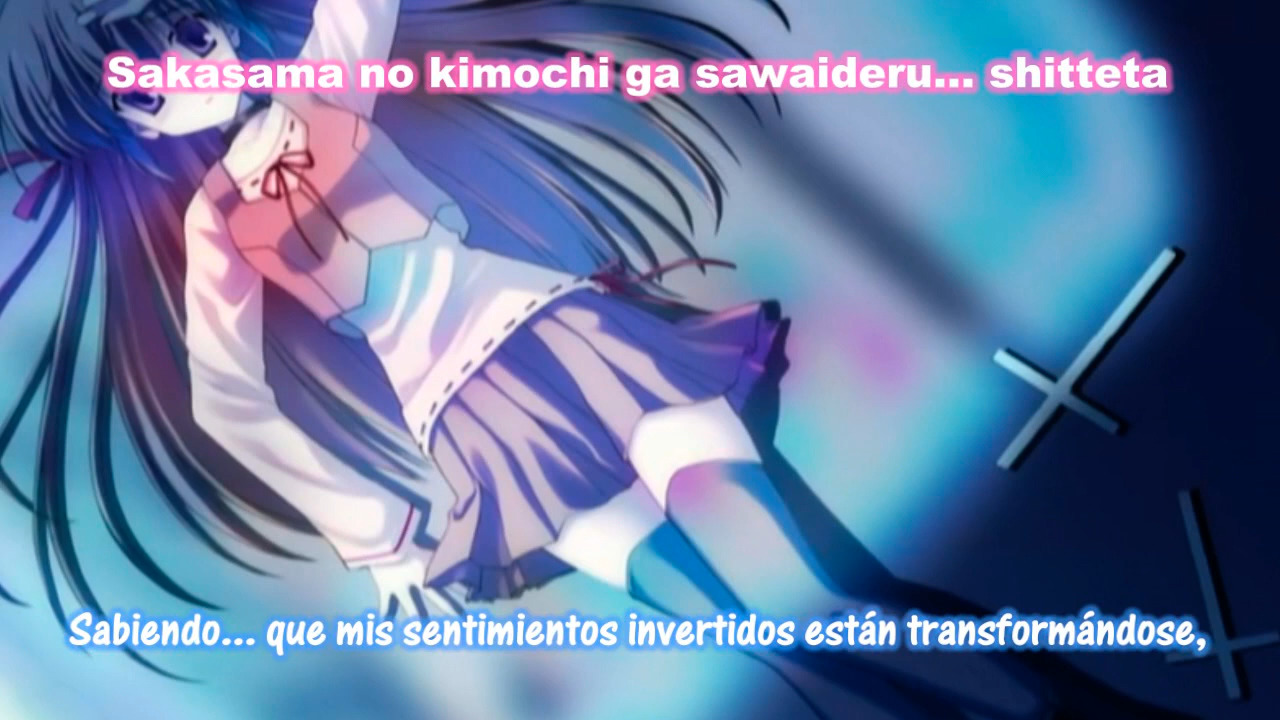 Sakasama no kimochi ga sawaideru... shitteta
Sabiendo... que mis sentimientos invertidos están transformándose,